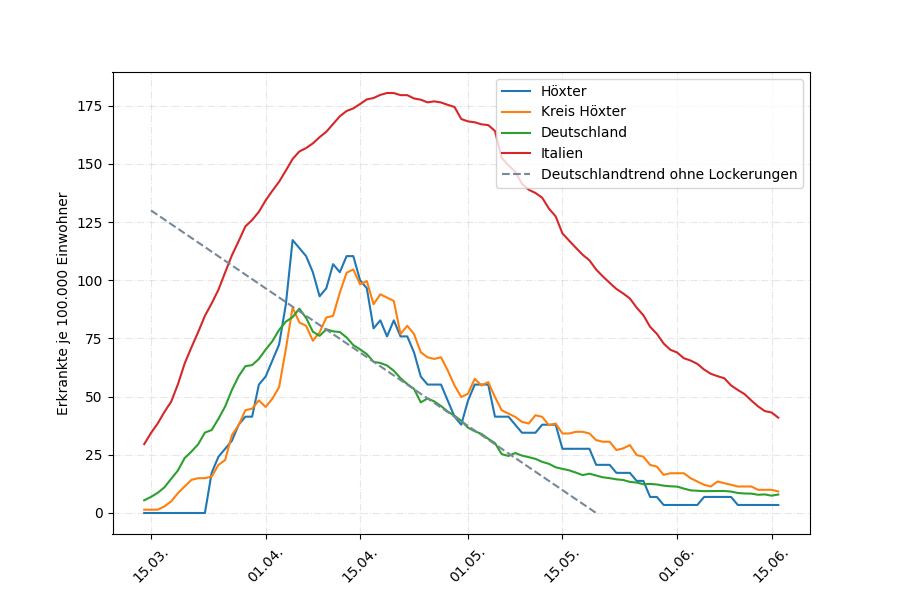 Erkrankte je 100.000 Einwohner
175
150
125
100
75
50
25
0
Höxter
Kreis Höxter
Deutschland
Italien
Deutschlandtrend ohne Lockerungen
15.03.
01.04.
15.04.
01.05.
15.05.
01.06.
15.06.